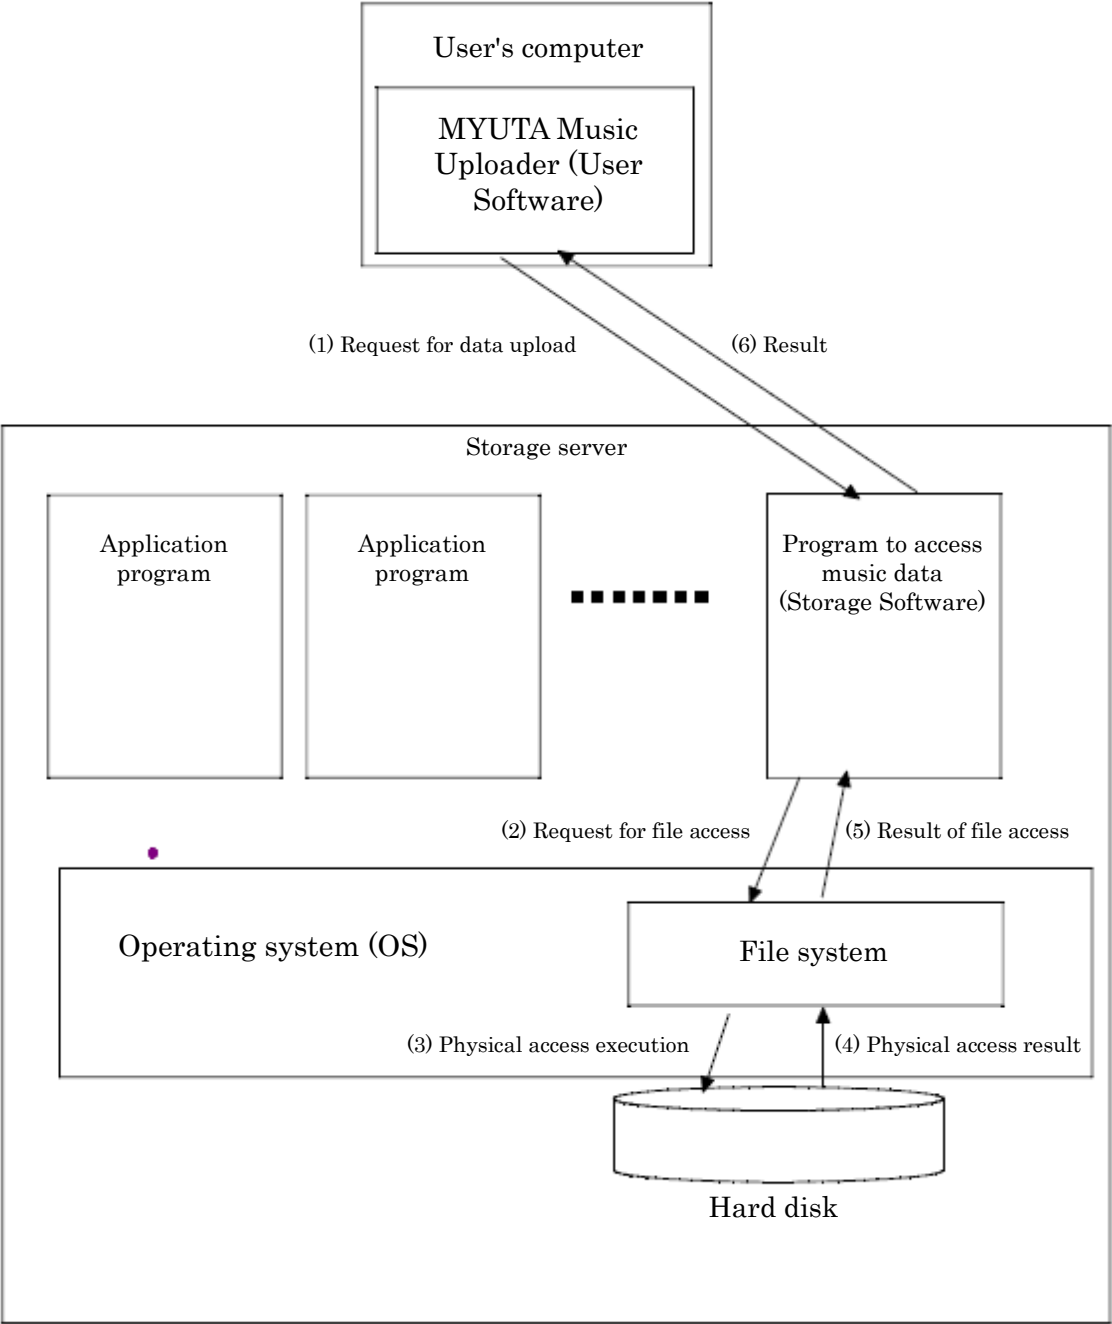 User's computer
MYUTA Music
Uploader (User
Software)
(1) Request for data upload
(6) Result
Storage server
Application
program
Application
program
Program to access
music data
(Storage Software)
(2) Request for file access
(5) Result of file access
Operating system (OS)
File system
(3) Physical access execution
(4) Physical access result
Hard disk